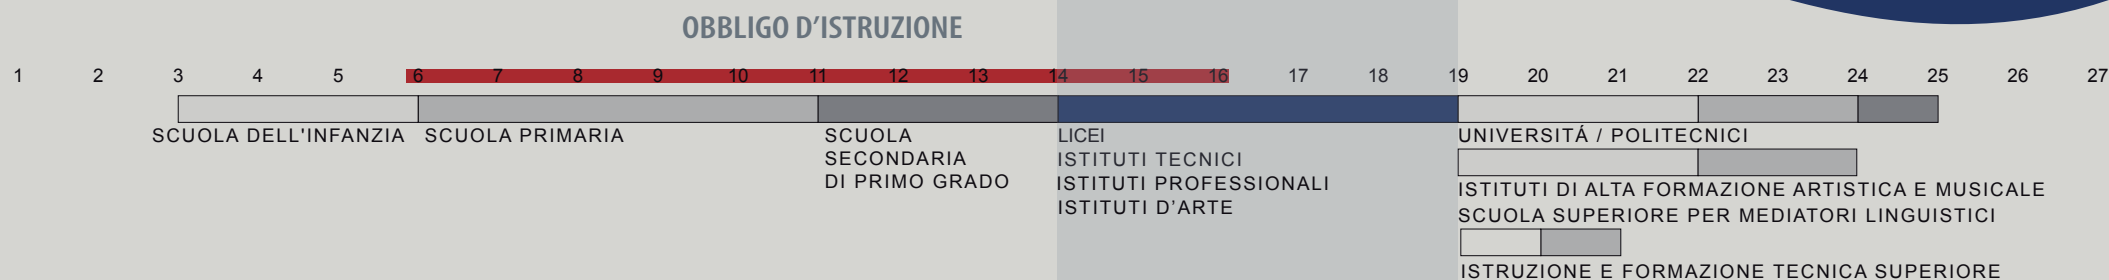 OBBLIGO D'ISTRUZIONE
1 2 3 4 5 6 7 8 9 10 11 12 13 14 15 16 17 18 19 20 21 22 23 24 25 26 27
SCUOLA DELL'INFANZIA
SCUOLA PRIMARIA
SCUOLA
SECONDARIA
DI PRIMO GRADO
LICEI
ISTITUTI TECNICI
ISTITUTI PROFESSIONALI
ISTITUTI D'ARTE
UNIVERSITÁ / POLITECNICI
ISTITUTI DI ALTA FORMAZIONE ARTISTICA E MUSICALE
SCUOLA SUPERIORE PER MEDIATORI LINGUISTICI
ISTRUZIONE E FORMAZIONE TECNICA SUPERIORE